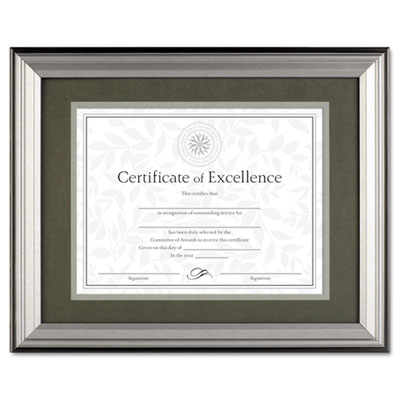 Certificate of Excellence
This certifies that
in recognition of outstanding service for
has been duly selected by the
Committee of Awards to receive this certificate
Given on this day of
In the year
Signature Signature